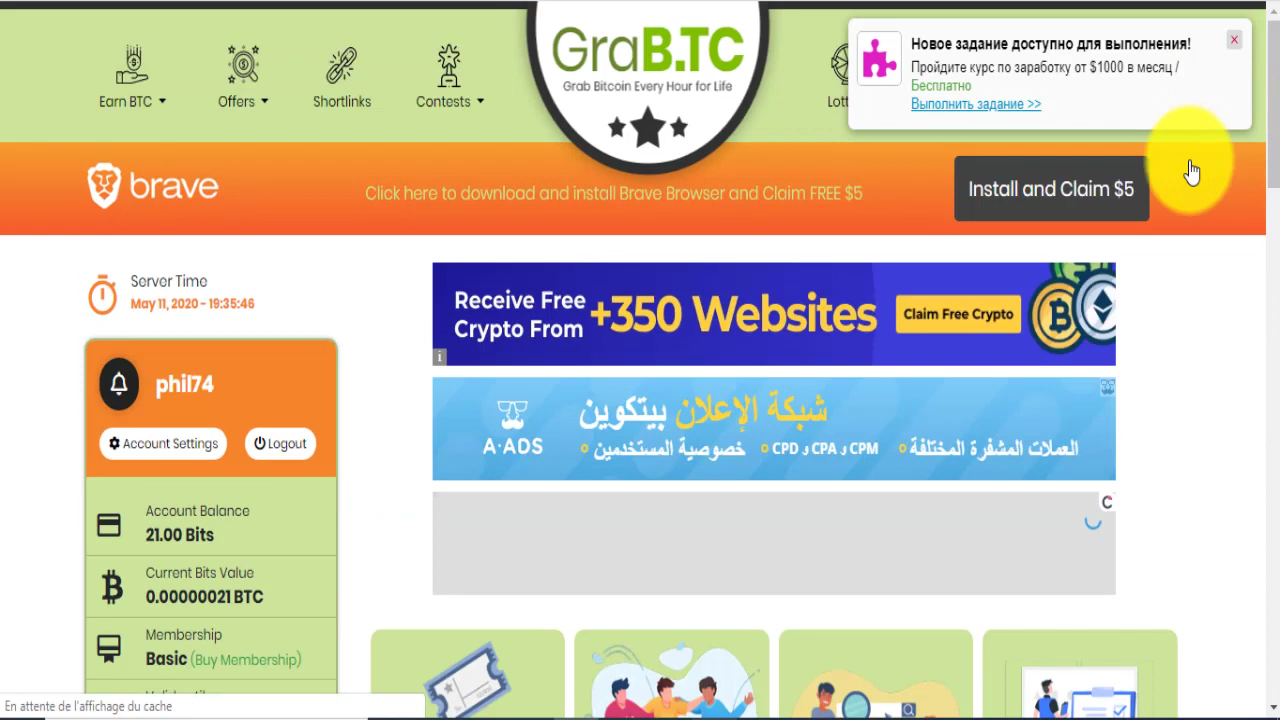 Earn BTC
Offers
Shortlinks
Contests
GraB.TC
Grab Bitcoin Every Hour for Life
Lott
Новое задание доступно для выполнения!
Пройдите курс по заработку от $1000 в месяц /
Бесплатно
Выполнить задание >>
brave
Click here to download and install Brave Browser and Claim FREE $5
Install and Claim $5
Server Time
May 11, 2020 - 19:35:46
Receive Free
Crypto From
+350 Websites
Claim Free Crypto
شبكة الإعلان بيتكوين
A-ADS
العملات المشفرة المختلفة
CPM و CPA و CPD
خصوصية المستخدمين
phil74
Account Settings
Logout
Account Balance
21.00 Bits
Current Bits Value
0.00000021 BTC
Membership
Basic (Buy Membership)
En attente de l'affichage du cache